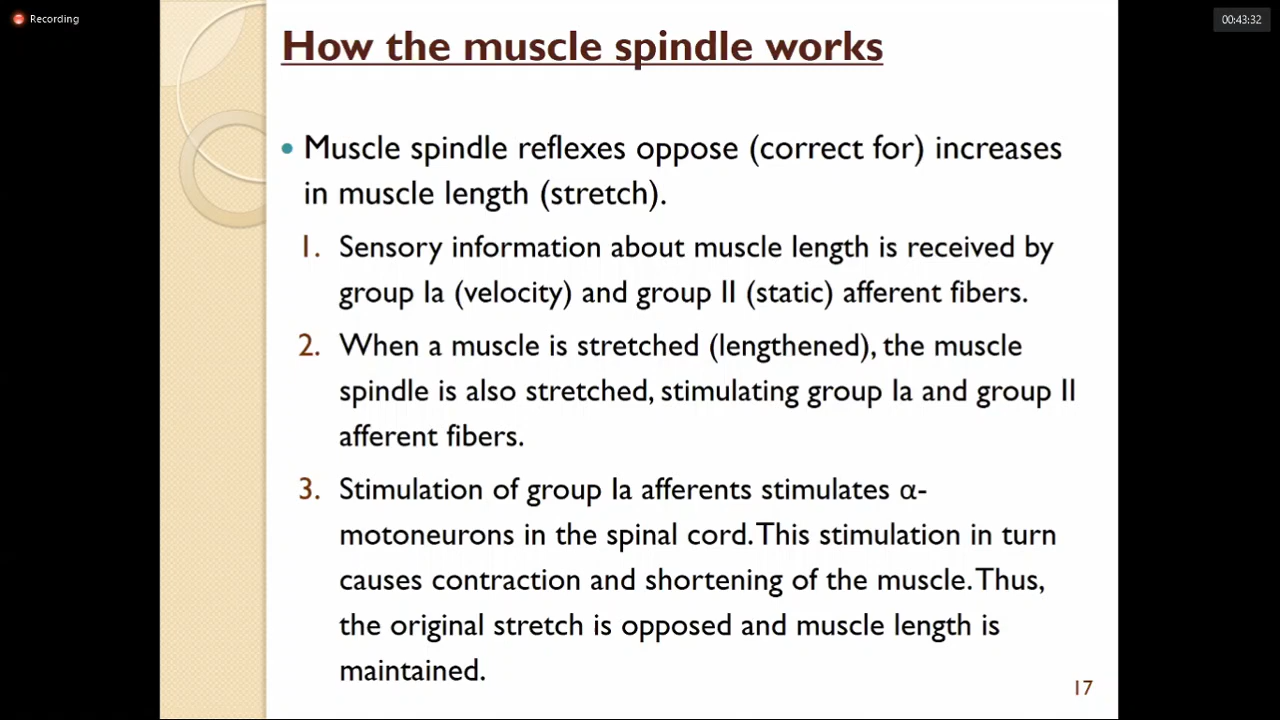 Recording
00:43:32
How the muscle spindle works
• Muscle spindle reflexes oppose (correct for) increases
in muscle length (stretch).
1. Sensory information about muscle length is received by
group Ia (velocity) and group II (static) afferent fibers.
2. When a muscle is stretched (lengthened), the muscle
spindle is also stretched, stimulating group Ia and group II
afferent fibers.
3. Stimulation of group Ia afferents stimulates α-
motoneurons in the spinal cord. This stimulation in turn
causes contraction and shortening of the muscle. Thus,
the original stretch is opposed and muscle length is
maintained.
17